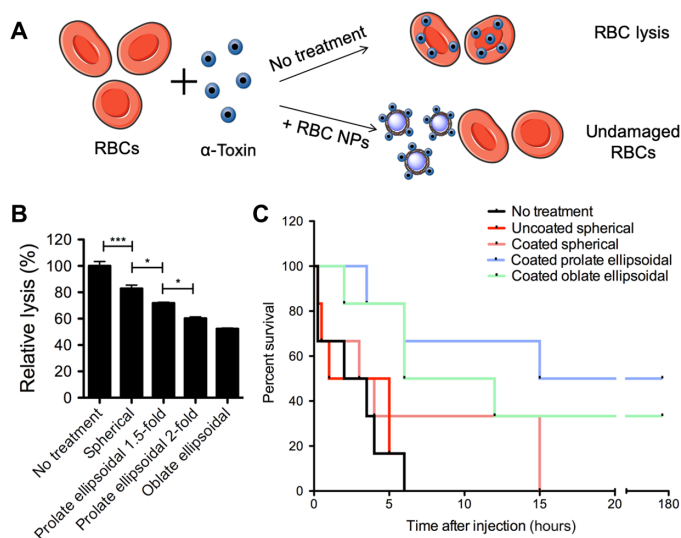 A
RBCs
+
α-Toxin
No treatment
+ RBC NPs
RBC lysis
Undamaged
RBCs
B
Relative lysis (%)
120
100
80
60
40
20
0
***
*
*
No treatment
Spherical
Prolate ellipsoidal 1.5-fold
Prolate ellipsoidal 2-fold
Oblate ellipsoidal
C
No treatment
Uncoated spherical
Coated spherical
Coated prolate ellipsoidal
Coated oblate ellipsoidal
Percent survival
120
100
80
60
40
20
0
0 5 10 15 20 180
Time after injection (hours)